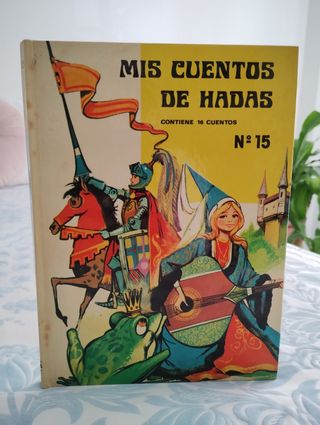 MIS CUENTOS
DE HADAS
CONTIENE 16 CUENTOS
Nº 15